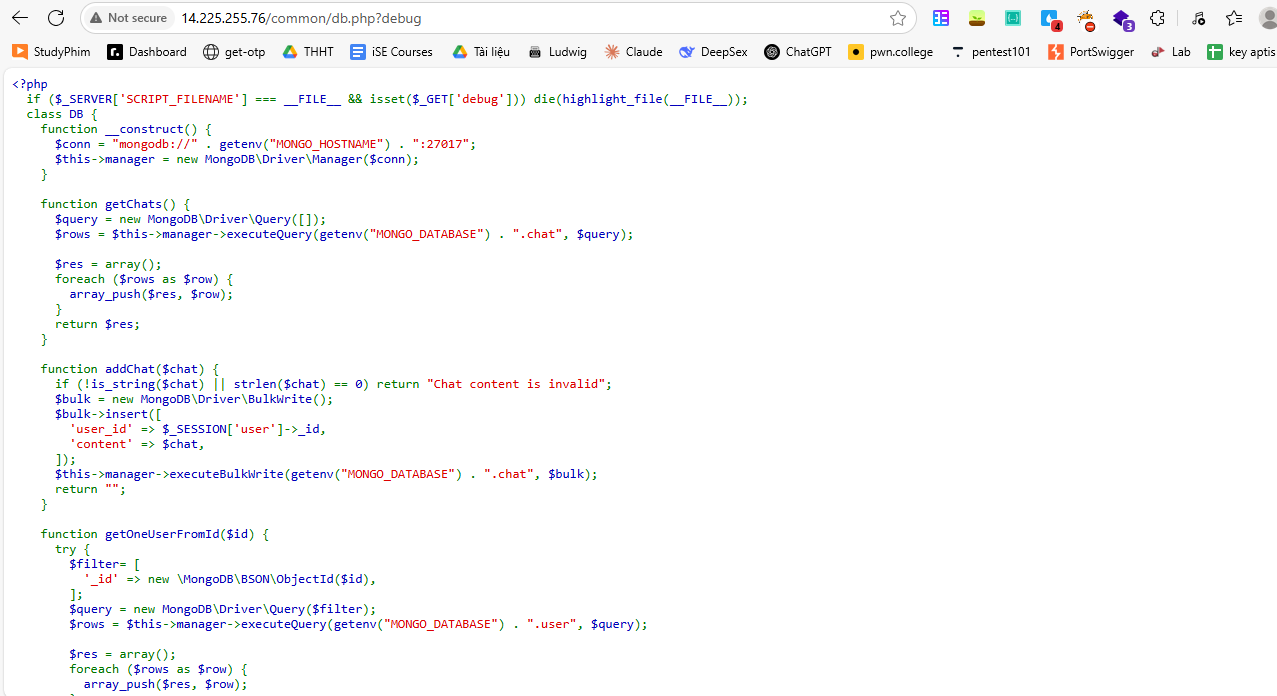 Not secure 14.225.255.76/common/db.php?debug
4 3
StudyPhim Dashboard get-otp THHT iSE Courses Tài liệu Ludwig Claude DeepSex ChatGPT pwn.college pentest101 PortSwigger Lab key aptis
<?php
  if ($_SERVER['SCRIPT_FILENAME'] === __FILE__ && isset($_GET['debug'])) die(highlight_file(__FILE__));
  class DB {
    function __construct() {
      $conn = "mongodb://" . getenv("MONGO_HOSTNAME") . ":27017";
      $this->manager = new MongoDB\Driver\Manager($conn);
    }

    function getChats() {
      $query = new MongoDB\Driver\Query([]);
      $rows = $this->manager->executeQuery(getenv("MONGO_DATABASE") . ".chat", $query);

      $res = array();
      foreach ($rows as $row) {
        array_push($res, $row);
      }
      return $res;
    }

    function addChat($chat) {
      if (!is_string($chat) || strlen($chat) == 0) return "Chat content is invalid";
      $bulk = new MongoDB\Driver\BulkWrite();
      $bulk->insert([
        'user_id' => $_SESSION['user']->_id,
        'content' => $chat,
      ]);
      $this->manager->executeBulkWrite(getenv("MONGO_DATABASE") . ".chat", $bulk);
      return "";
    }

    function getOneUserFromId($id) {
      try {
        $filter= [
          '_id' => new \MongoDB\BSON\ObjectId($id),
        ];
        $query = new MongoDB\Driver\Query($filter);
        $rows = $this->manager->executeQuery(getenv("MONGO_DATABASE") . ".user", $query);

        $res = array();
        foreach ($rows as $row) {
          array_push($res, $row);